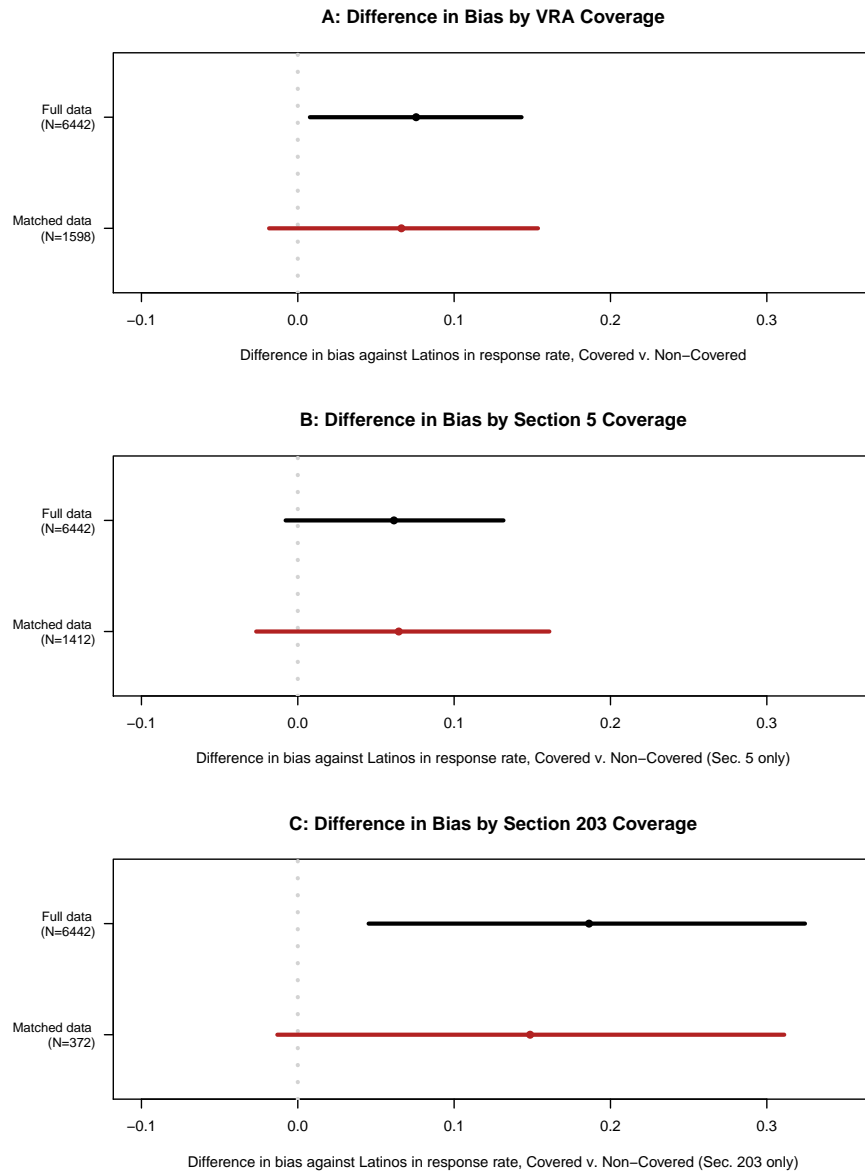 A: Difference in Bias by VRA Coverage
Full data
(N=6442)
Matched data
(N=1598)
−0.1 0.0 0.1 0.2 0.3
Difference in bias against Latinos in response rate, Covered v. Non−Covered
B: Difference in Bias by Section 5 Coverage
Full data
(N=6442)
Matched data
(N=1412)
−0.1 0.0 0.1 0.2 0.3
Difference in bias against Latinos in response rate, Covered v. Non−Covered (Sec. 5 only)
C: Difference in Bias by Section 203 Coverage
Full data
(N=6442)
Matched data
(N=372)
−0.1 0.0 0.1 0.2 0.3
Difference in bias against Latinos in response rate, Covered v. Non−Covered (Sec. 203 only)